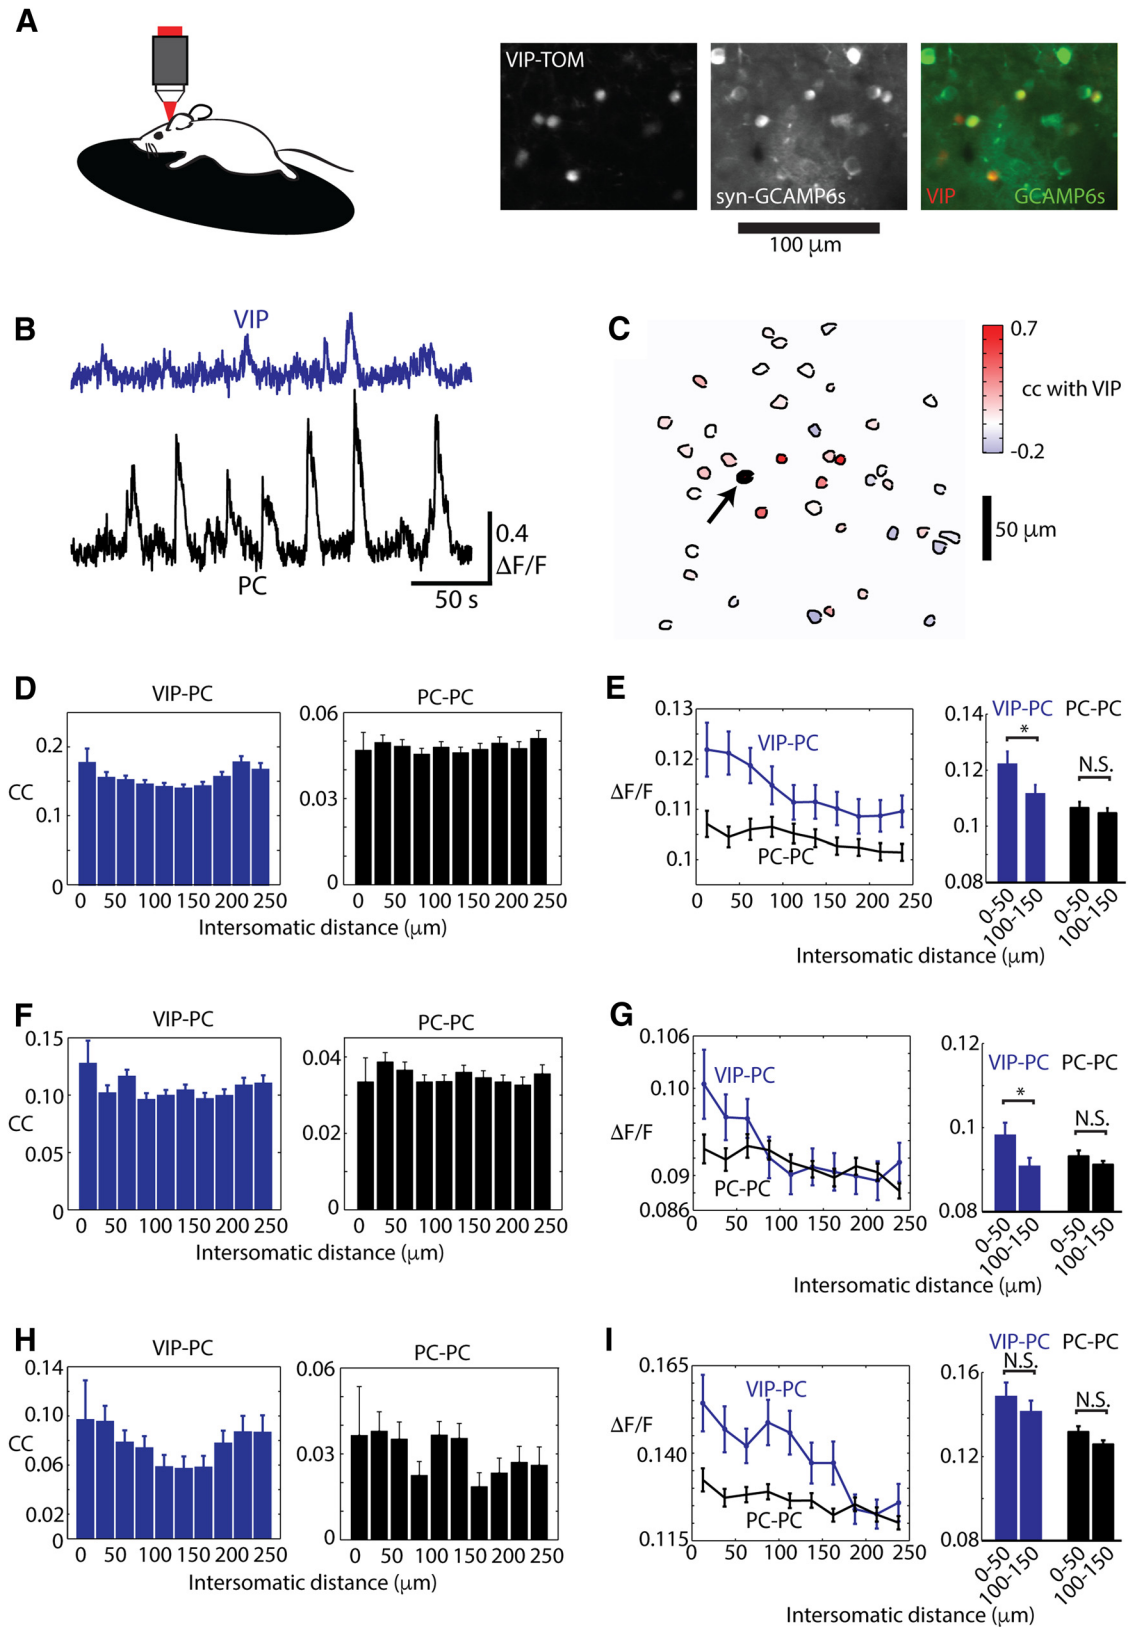 A
VIP-TOM
syn-GCAMP6s
VIP GCAMP6s
100 μm
B
VIP
PC
0.4
ΔF/F
50 s
C
0.7
cc with VIP
-0.2
50 μm
D
VIP-PC
CC
0.2
0.1
0
0 50 100 150 200 250
PC-PC
0.06
0.03
0
0 50 100 150 200 250
Intersomatic distance (μm)
E
ΔF/F
0.13
0.12
0.11
0.1
VIP-PC
PC-PC
0 50 100 150 200 250
0.14
0.12
0.1
0.08
VIP-PC PC-PC
*
N.S.
0-50
100-150
0-50
100-150
Intersomatic distance (μm)
F
VIP-PC
CC
0.15
0.10
0.05
0
0 50 100 150 200 250
PC-PC
0.04
0.02
0
0 50 100 150 200 250
Intersomatic distance (μm)
G
ΔF/F
0.106
0.10
0.09
0.086
VIP-PC
PC-PC
0 50 100 150 200 250
0.12
0.1
0.08
VIP-PC PC-PC
*
N.S.
0-50
100-150
0-50
100-150
Intersomatic distance (μm)
H
VIP-PC
CC
0.14
0.10
0.06
0.02
0
0 50 100 150 200 250
PC-PC
0.06
0.03
0
0 50 100 150 200 250
Intersomatic distance (μm)
I
ΔF/F
0.165
0.140
0.115
VIP-PC
PC-PC
0 50 100 150 200 250
0.16
0.12
0.08
VIP-PC PC-PC
N.S.
N.S.
0-50
100-150
0-50
100-150
Intersomatic distance (μm)